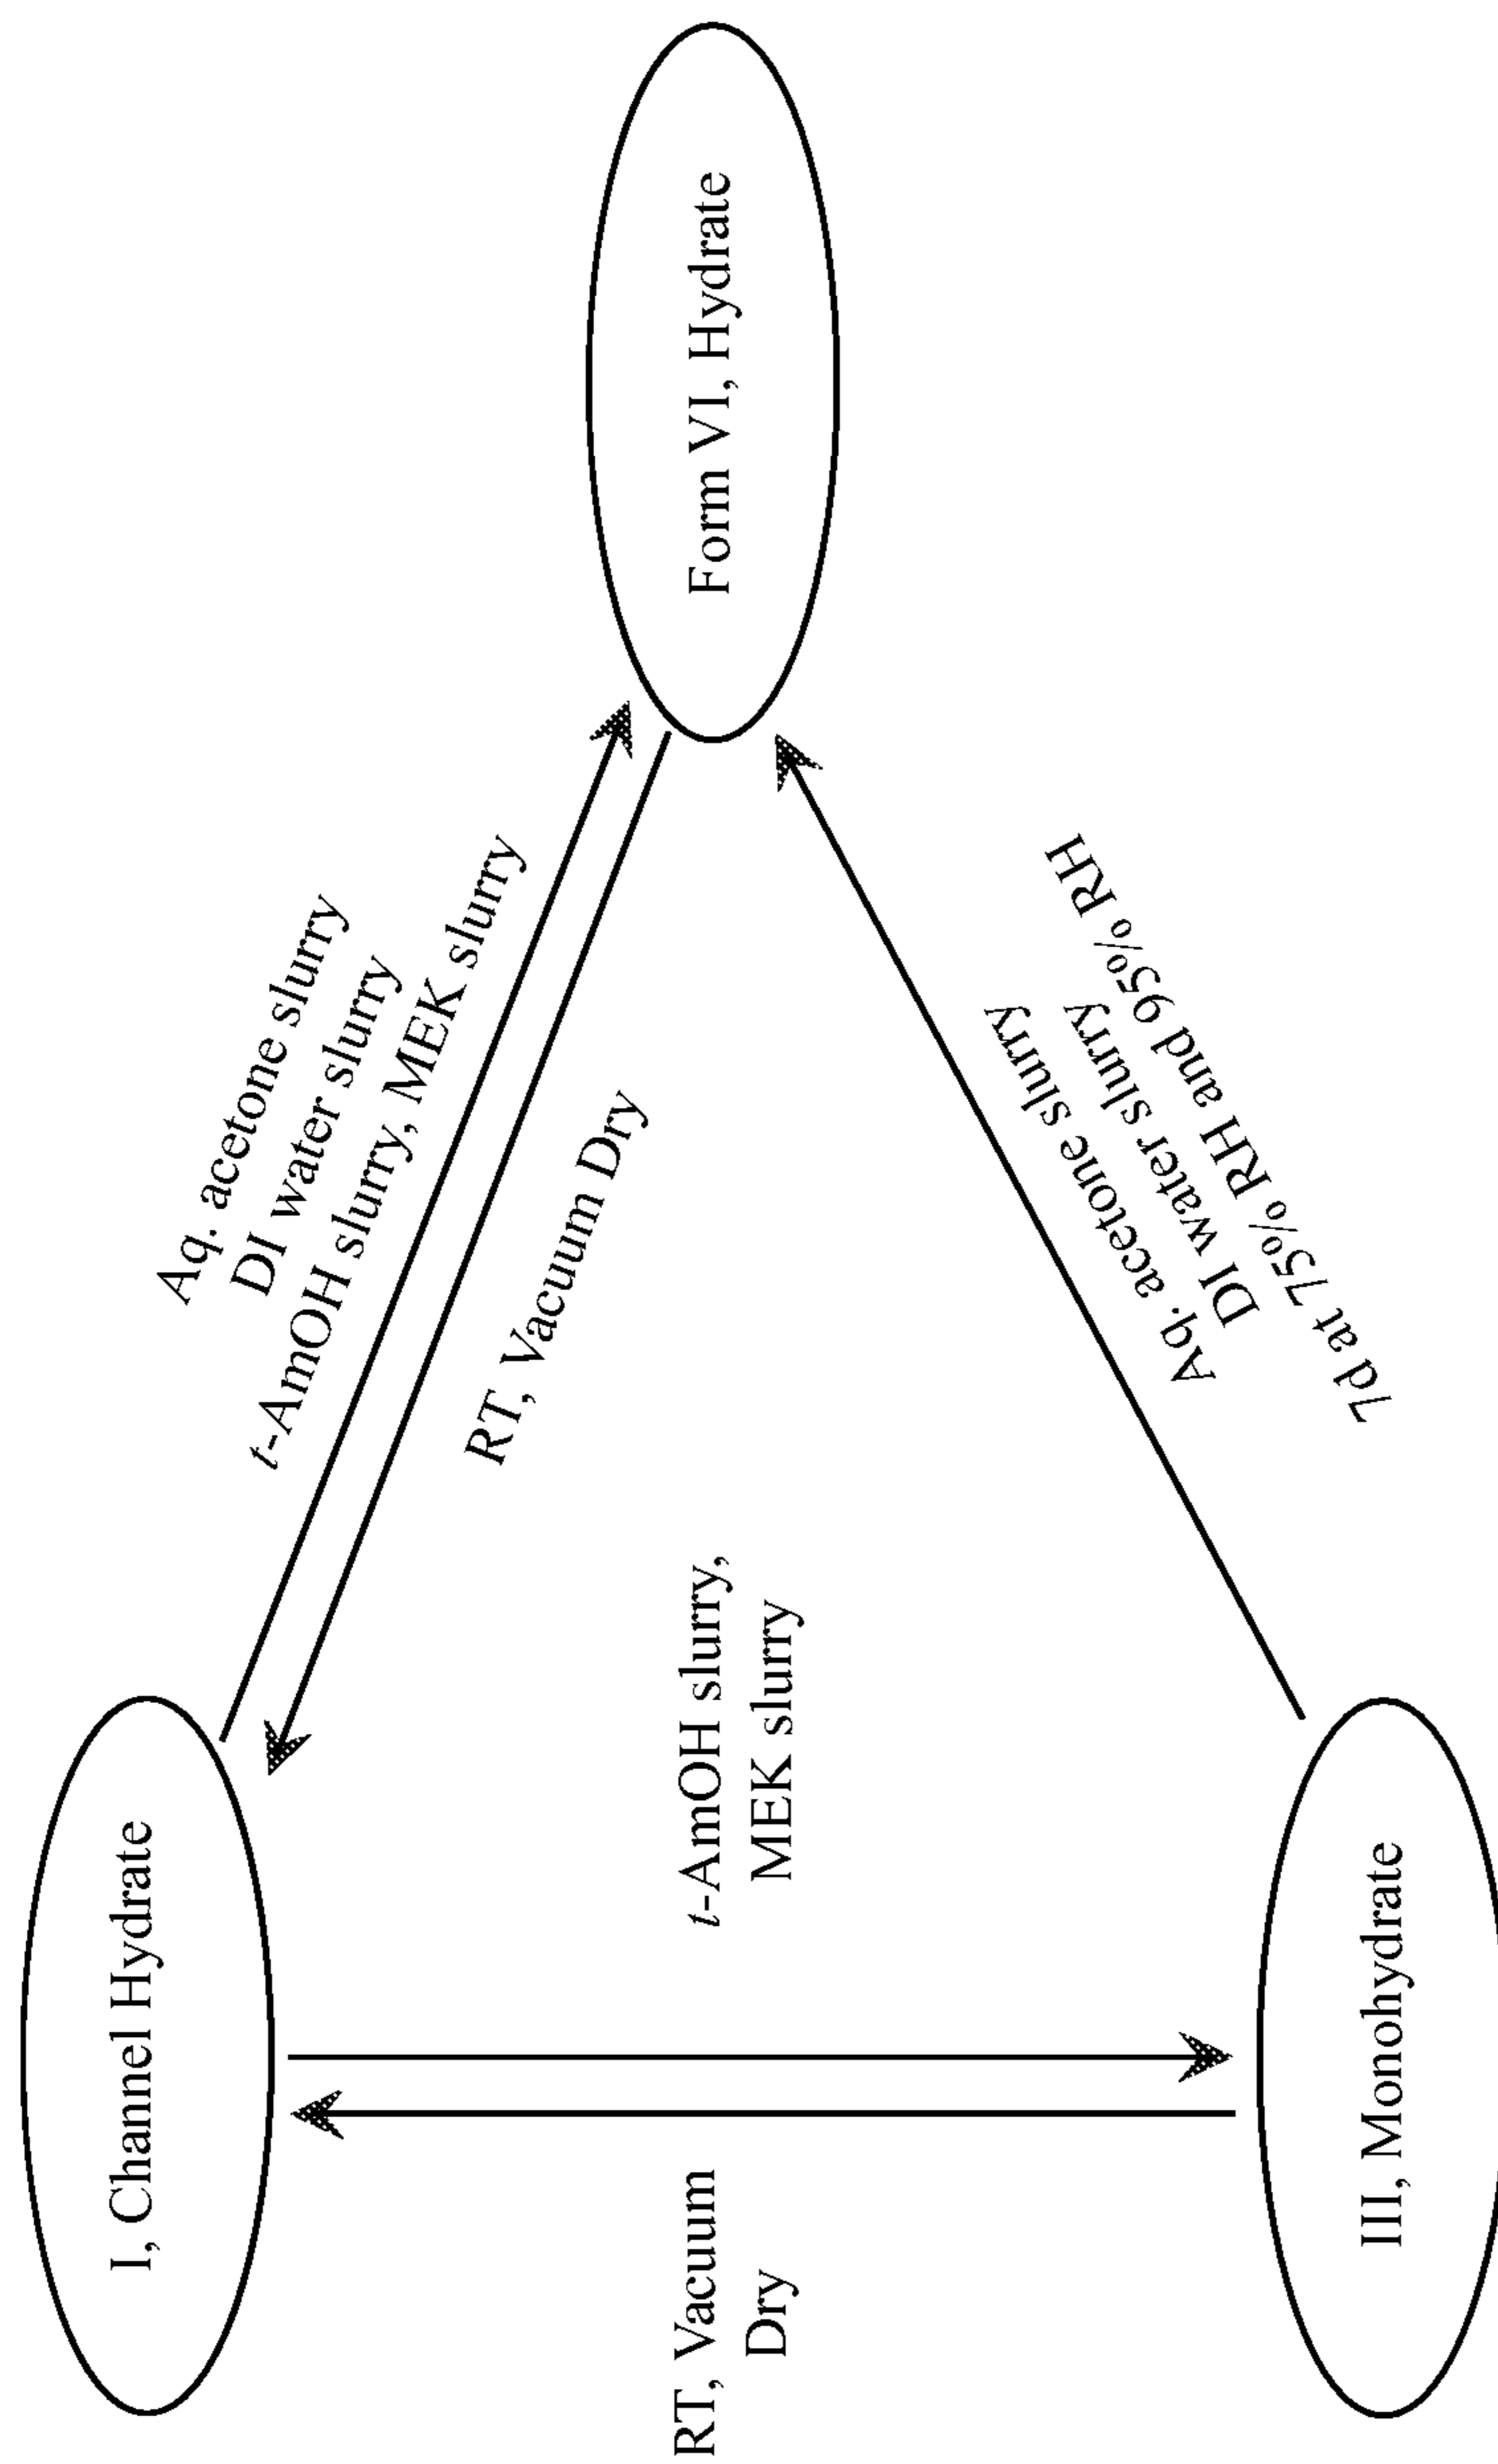 I, Channel Hydrate
Aq. acetone slurry
DI water slurry
t-AmOH slurry, MEK slurry
RT, Vacuum Dry
Form VI, Hydrate
RT, Vacuum
Dry
t-AmOH slurry,
MEK slurry
Aq. acetone slurry
DI water slurry
7d at 75% RH and 95% RH
III, Monohydrate